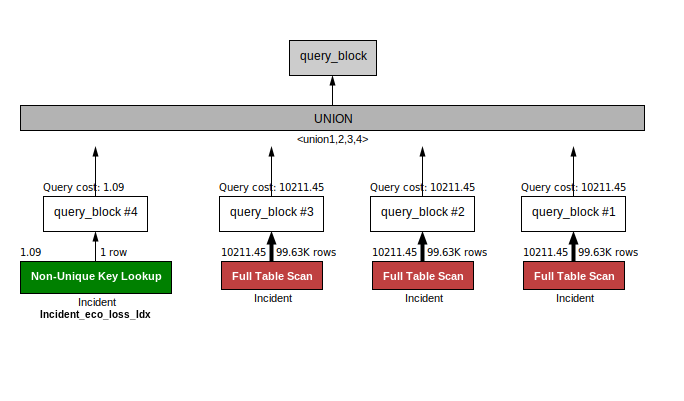 query_block
UNION
<union1,2,3,4>
Query cost: 1.09
Query cost: 10211.45
Query cost: 10211.45
Query cost: 10211.45
query_block #4
query_block #3
query_block #2
query_block #1
1.09 1 row
10211.45 99.63K rows
10211.45 99.63K rows
10211.45 99.63K rows
Non-Unique Key Lookup
Full Table Scan
Full Table Scan
Full Table Scan
Incident
Incident
Incident
Incident
Incident_eco_loss_Idx